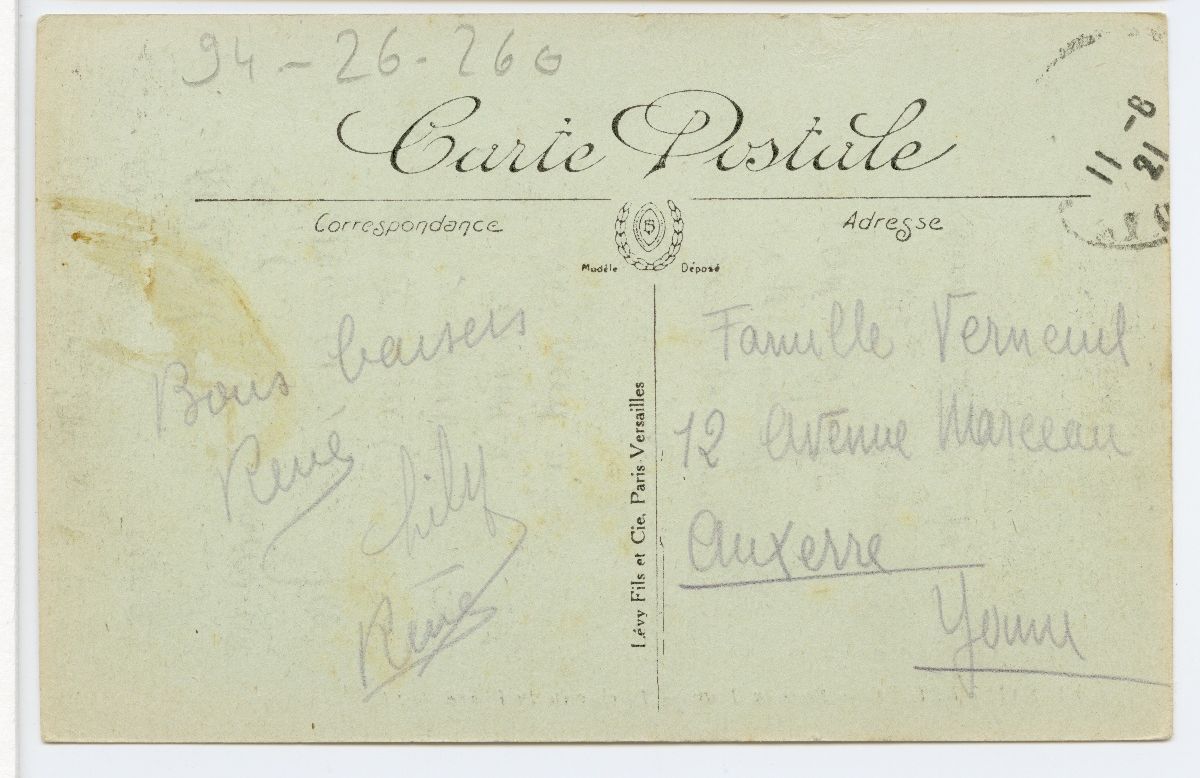 94-26-260
Carte Postale
Correspondance
Adresse
Modèle Déposé
11 -8
21
Bons baisers
René
Lily
René
Lévy Fils et Cie, Paris-Versailles
Famille Verneuil
12 Avenue Marceau
Auxerre
Yonne